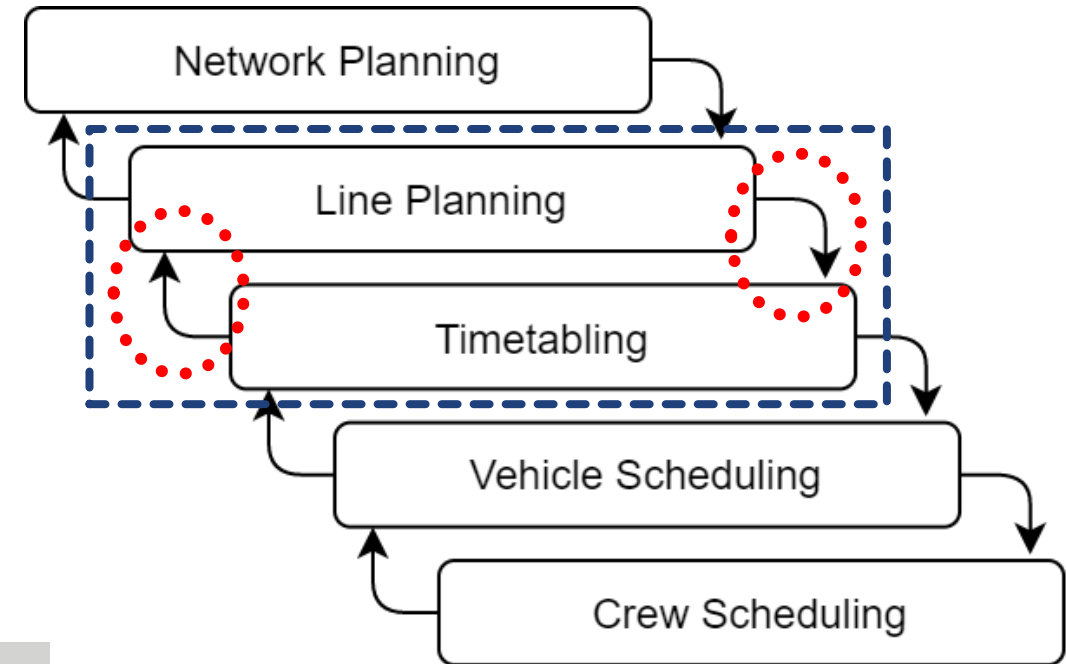 Network Planning
Line Planning
Timetabling
Vehicle Scheduling
Crew Scheduling